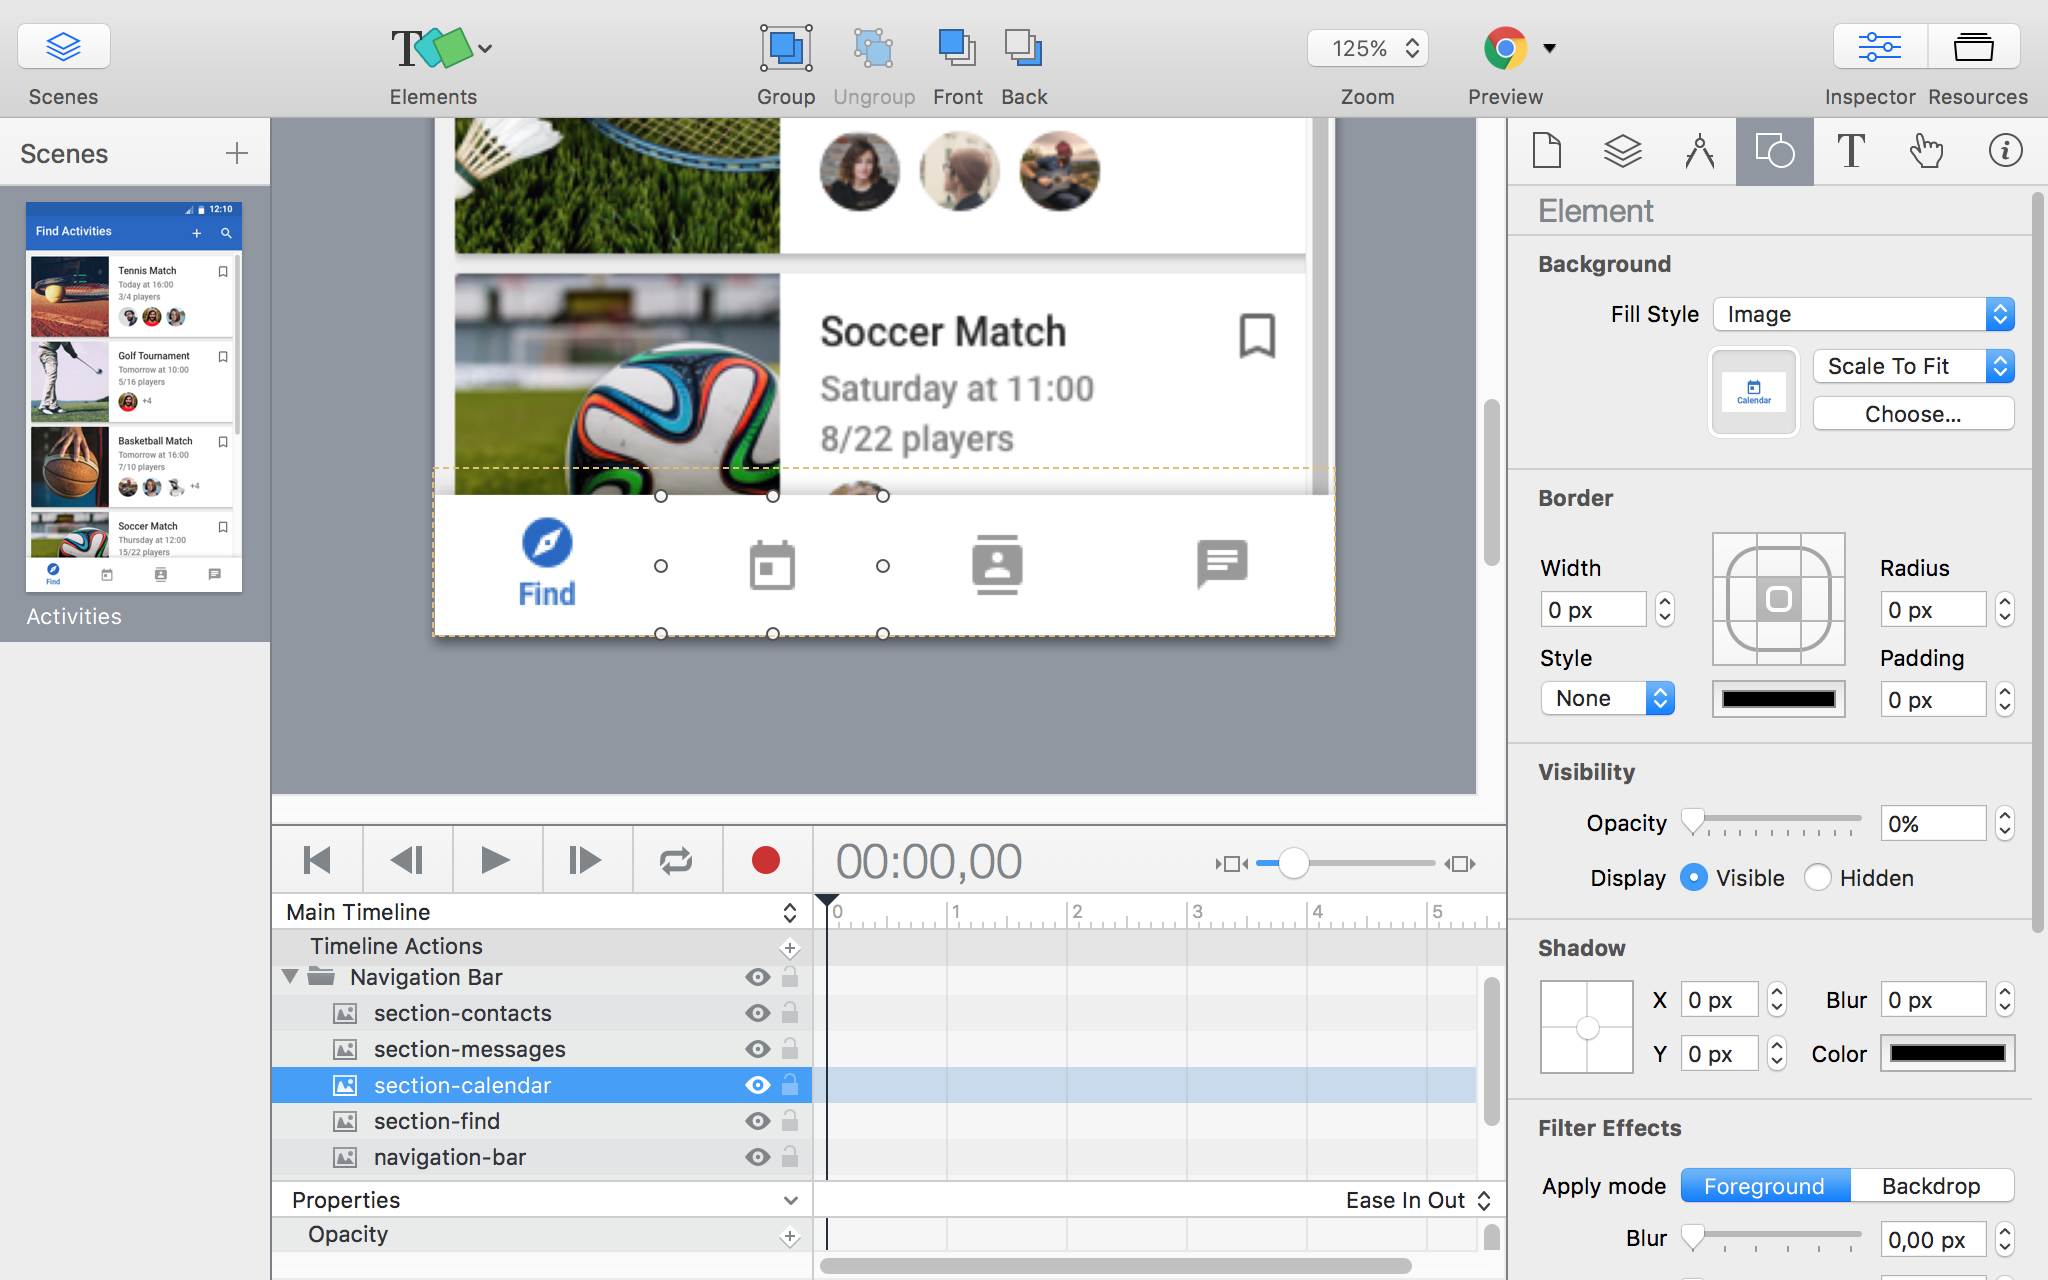 Scenes
Elements
Group
Ungroup
Front
Back
125%
Zoom
Preview
Inspector
Resources
Scenes
12:10
Find Activities
Tennis Match
Today at 16:00
3/4 players
Golf Tournament
Tomorrow at 10:00
5/16 players
+4
Basketball Match
Tomorrow at 16:00
7/10 players
+4
Soccer Match
Thursday at 12:00
15/22 players
Find
Activities
Soccer Match
Saturday at 11:00
8/22 players
Find
00:00,00
Main Timeline
0 1 2 3 4 5
Timeline Actions
Navigation Bar
section-contacts
section-messages
section-calendar
section-find
navigation-bar
Properties
Ease In Out
Opacity
Element
Background
Fill Style
Image
Calendar
Scale To Fit
Choose...
Border
Width
0 px
Radius
0 px
Style
None
Padding
0 px
Visibility
Opacity
0%
Display
Visible
Hidden
Shadow
X
0 px
Blur
0 px
Y
0 px
Color
Filter Effects
Apply mode
Foreground
Backdrop
Blur
0,00 px